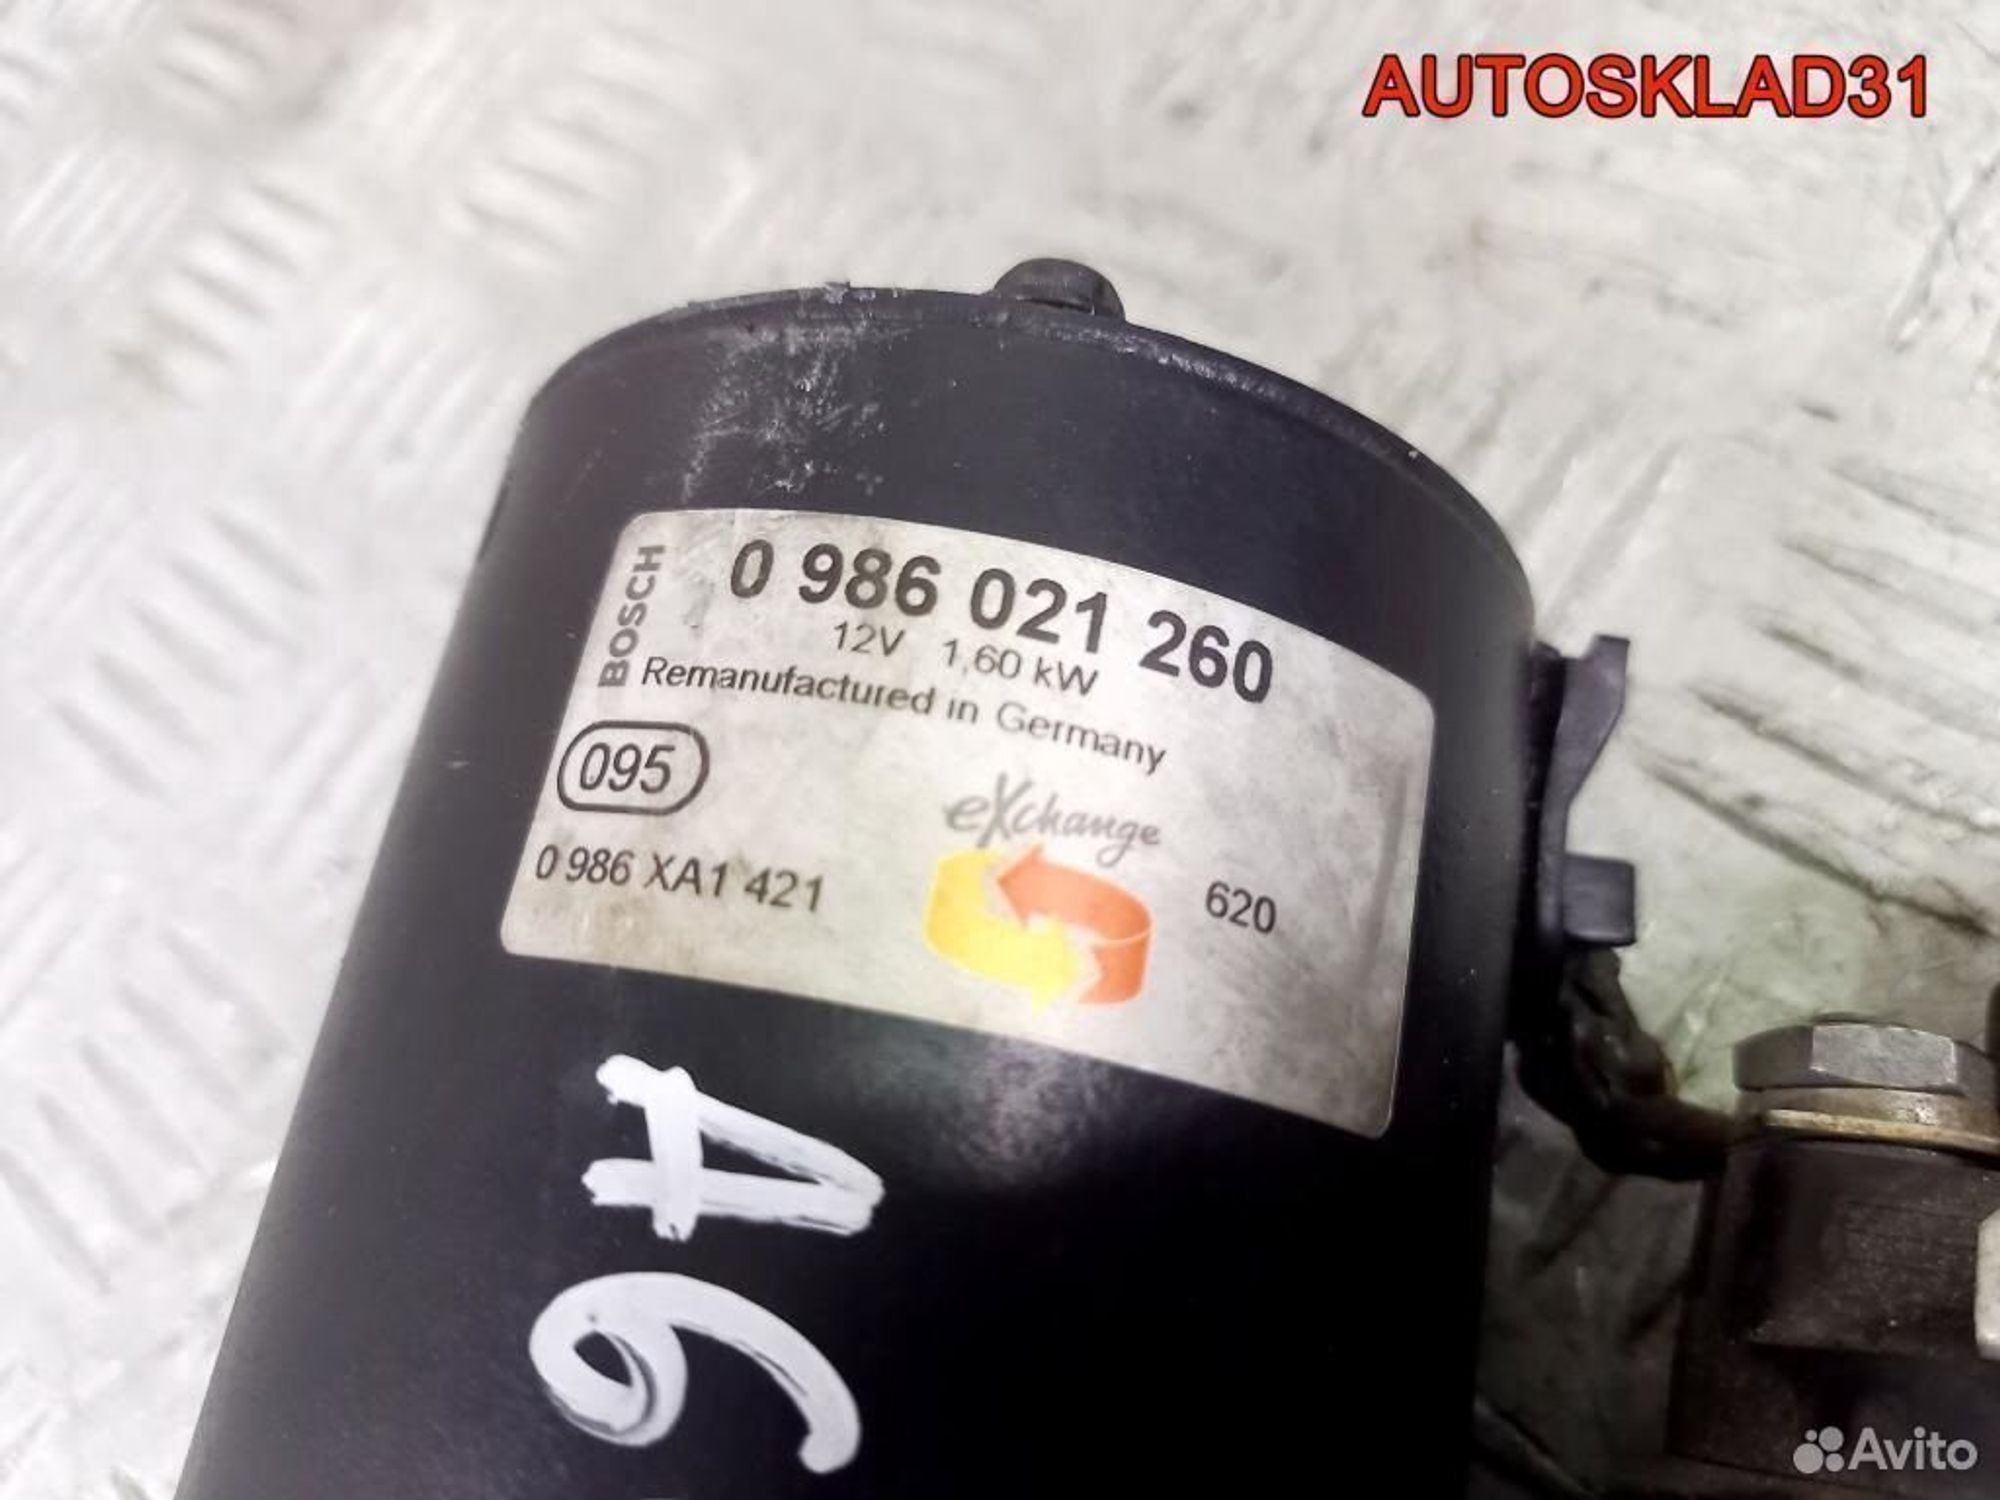 AUTOSKLAD31
BOSCH
0 986 021 260
12V 1,60 kW
Remanufactured in Germany
095
eXchange
0 986 XA1 421
620
A6
Avito